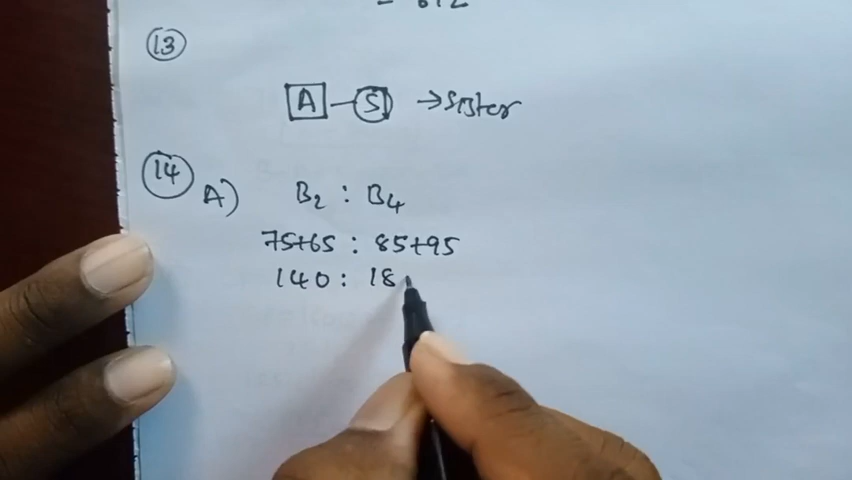 13
A - S → Sister
14 A) B2 : B4
75+65 : 85+95
140 : 18